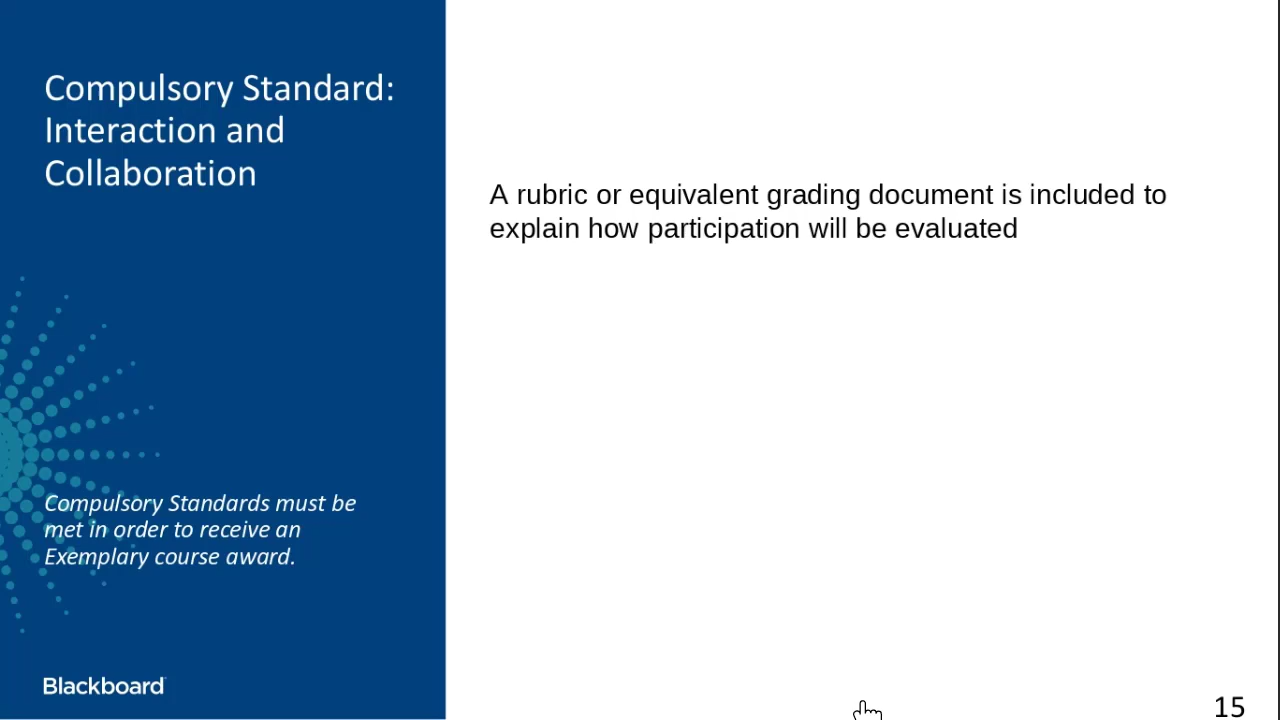 Compulsory Standard:
Interaction and
Collaboration
A rubric or equivalent grading document is included to
explain how participation will be evaluated
Compulsory Standards must be
met in order to receive an
Exemplary course award.
Blackboard
15